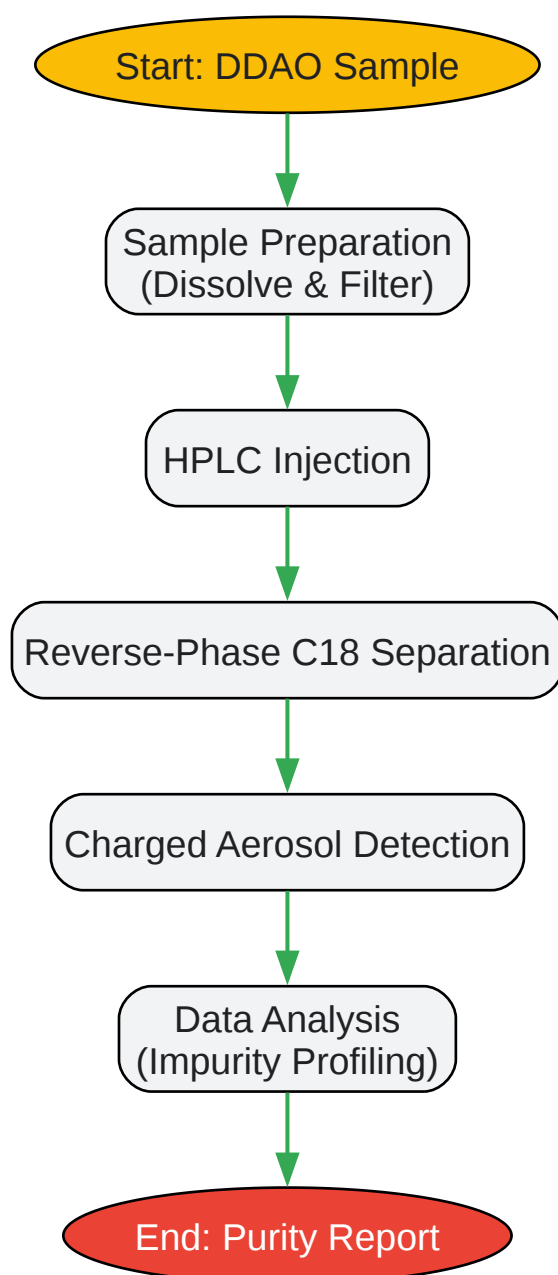 Start: DDAO Sample
Sample Preparation
(Dissolve & Filter)
HPLC Injection
Reverse-Phase C18 Separation
Charged Aerosol Detection
Data Analysis
(Impurity Profiling)
End: Purity Report